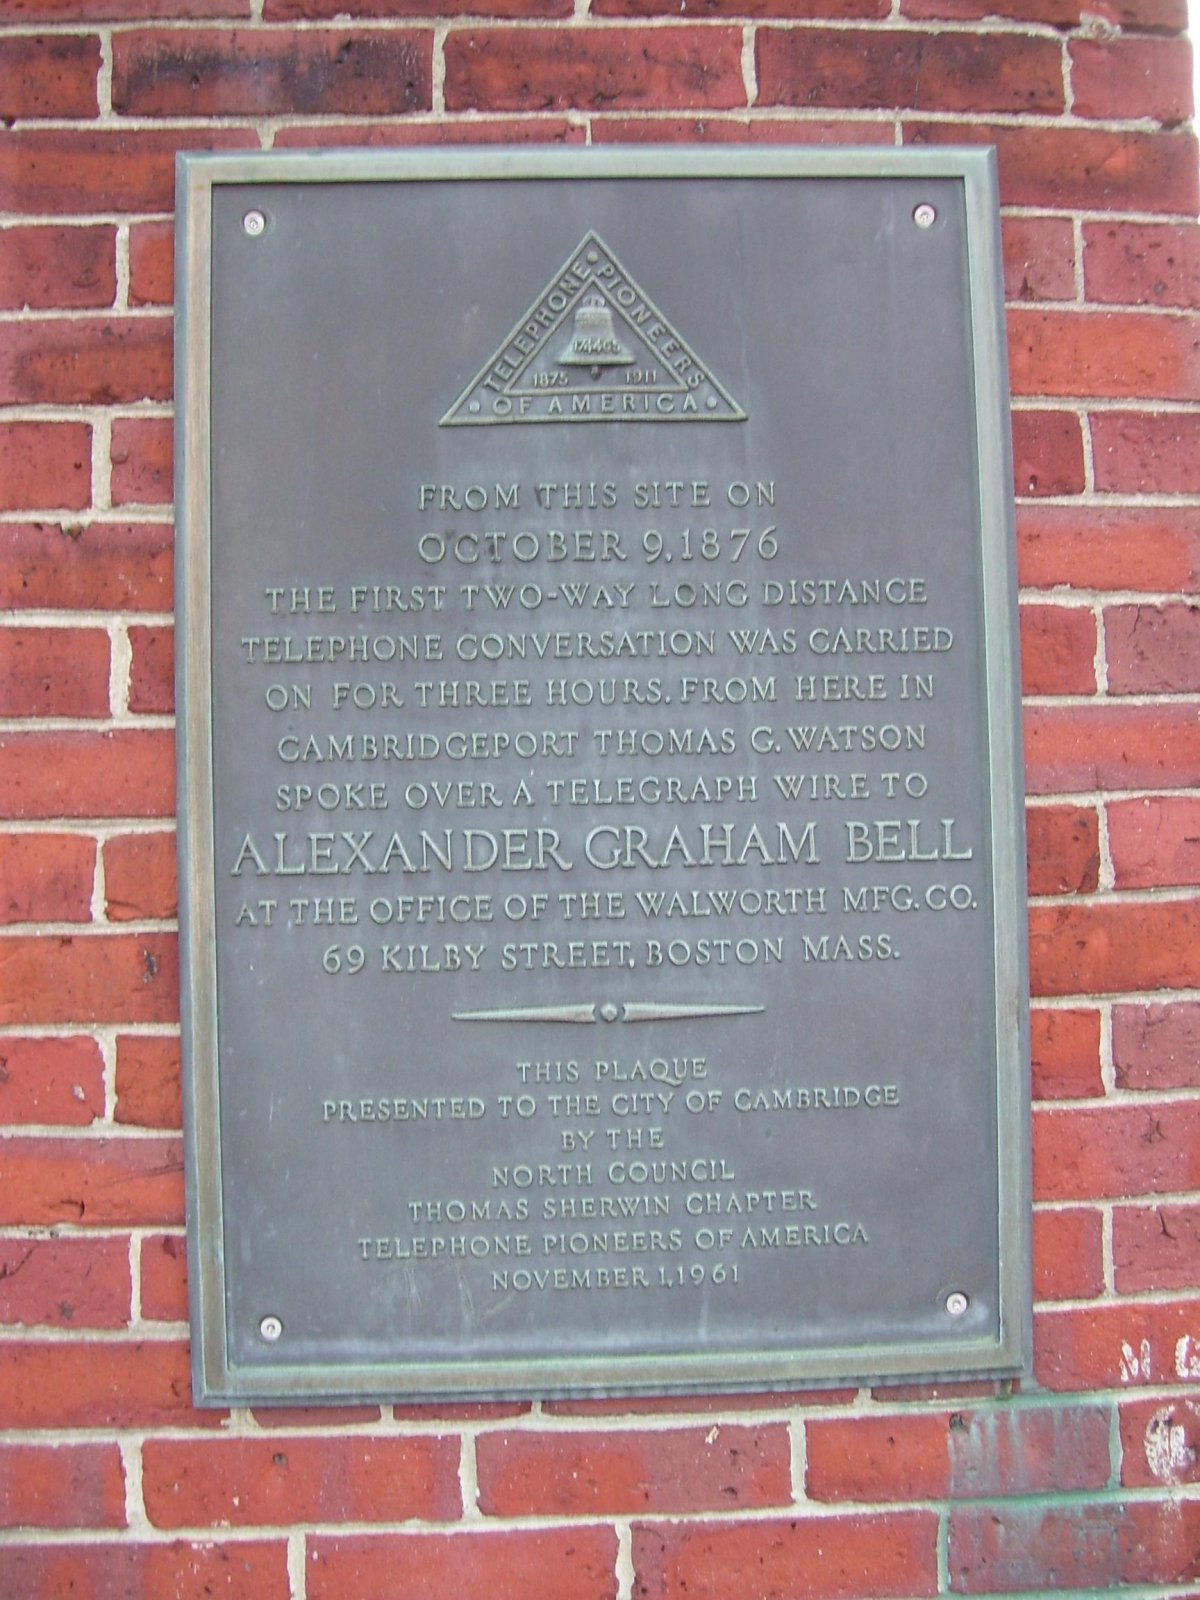 TELEPHONE PIONEERS
OF AMERICA
174465
1875 1911
FROM THIS SITE ON
OCTOBER 9, 1876
THE FIRST TWO-WAY LONG DISTANCE
TELEPHONE CONVERSATION WAS CARRIED
ON FOR THREE HOURS. FROM HERE IN
CAMBRIDGEPORT THOMAS G. WATSON
SPOKE OVER A TELEGRAPH WIRE TO
ALEXANDER GRAHAM BELL
AT THE OFFICE OF THE WALWORTH MFG. CO.
69 KILBY STREET, BOSTON MASS.
THIS PLAQUE
PRESENTED TO THE CITY OF CAMBRIDGE
BY THE
NORTH COUNCIL
THOMAS SHERWIN CHAPTER
TELEPHONE PIONEERS OF AMERICA
NOVEMBER 1, 1961